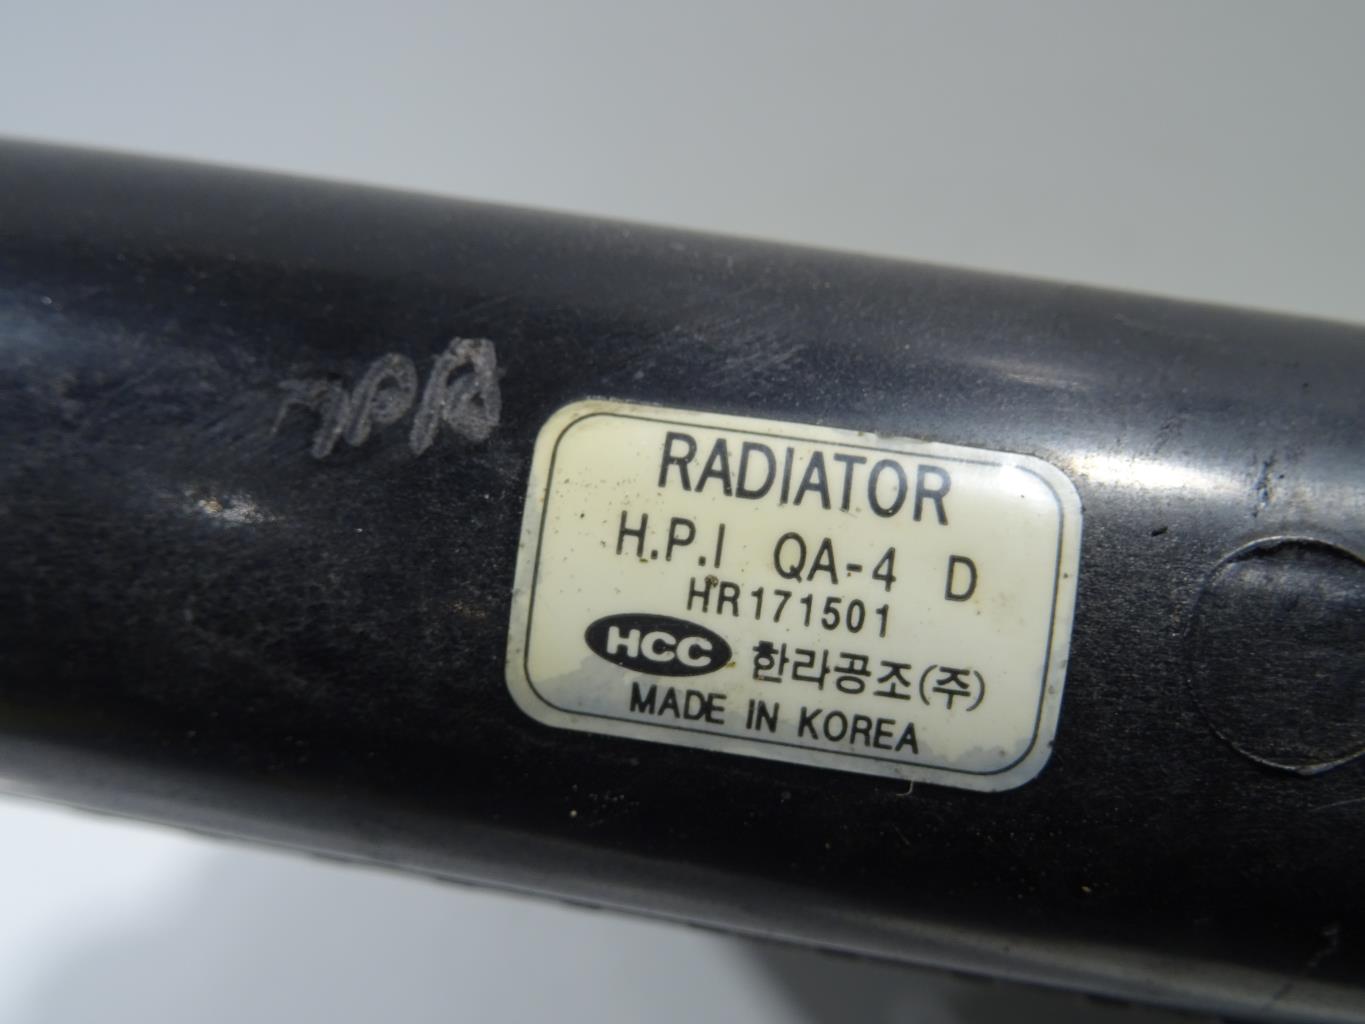 RADIATOR
H.P.I QA-4 D
HR171501
HCC 한라공조(주)
MADE IN KOREA